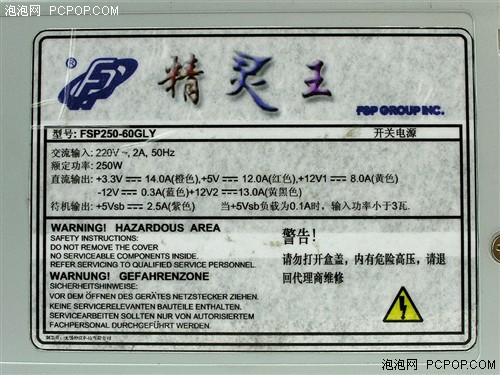 泡泡网 PCPOP.COM
精灵王
FSP GROUP INC.
型号: FSP250-60GLY 开关电源
交流输入: 220V~, 2A, 50Hz
额定功率: 250W
直流输出: +3.3V 14.0A(橙色), +5V 12.0A(红色), +12V1 8.0A(黄色)
-12V 0.3A(蓝色) +12V2 13.0A(黄黑色)
待机输出: +5Vsb 2.5A(紫色) 当+5Vsb负载为0.1A时, 输入功率小于3瓦.
WARNING! HAZARDOUS AREA
SAFETY INSTRUCTIONS:
DO NOT REMOVE THE COVER
NO SERVICEABLE COMPONENTS INSIDE.
REFER SERVICING TO QUALIFIED SERVICE PERSONNEL.
WARNUNG! GEFAHRENZONE
SICHERHEITSHINWEISE:
VOR DEM ÖFFNEN DES GERÄTES NETZSTECKER ZIEHEN.
KEINE SERVICERELEVANTEN BAUTEILE ENTHALTEN.
SERVICEARBEITEN SOLLTEN NUR VON AUTORISIERTEM
FACHPERSONAL DURCHGEFÜHRT WERDEN.
警告!
请勿打开盒盖, 内有危险高压, 请退
回代理商维修
泡泡网 PCPOP.COM